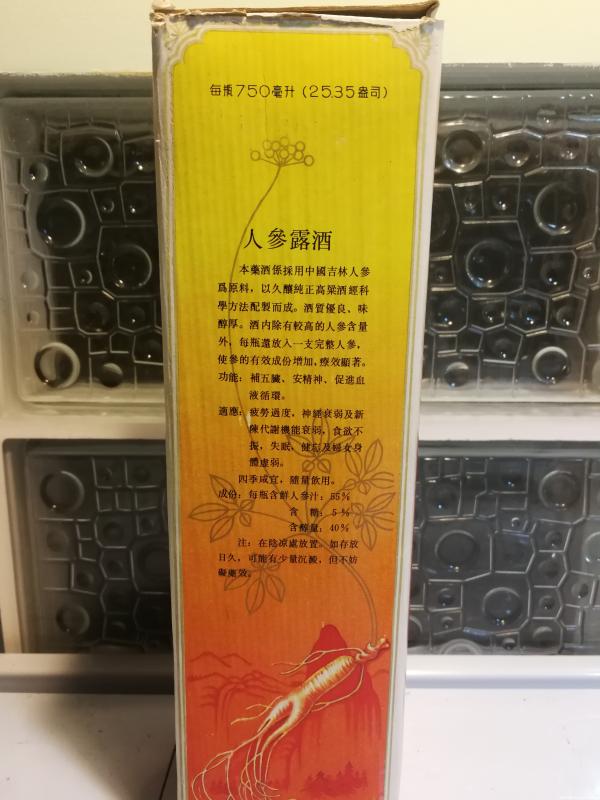 每瓶750毫升(25.35盎司)
人參露酒
本藥酒係採用中國吉林人參
爲原料，以久釀純正高粱酒經科
學方法配製而成。酒質優良、味
醇厚。酒內除有較高的人參含量
外，每瓶還放入一支完整人參，
使參的有效成份增加，療效顯著。
功能：補五臟、安精神、促進血
液循環。
適應：疲勞過度，神經衰弱及新
陳代謝機能衰弱，食欲不
振，失眠，健忘及婦女身
體虛弱。
四季咸宜，隨量飲用。
成份：每瓶含鮮人參汁：55%
含 糖：5%
含醇量：40%
注：在陰凉處放置。如存放
日久，可能有少量沉澱，但不妨
礙藥效。